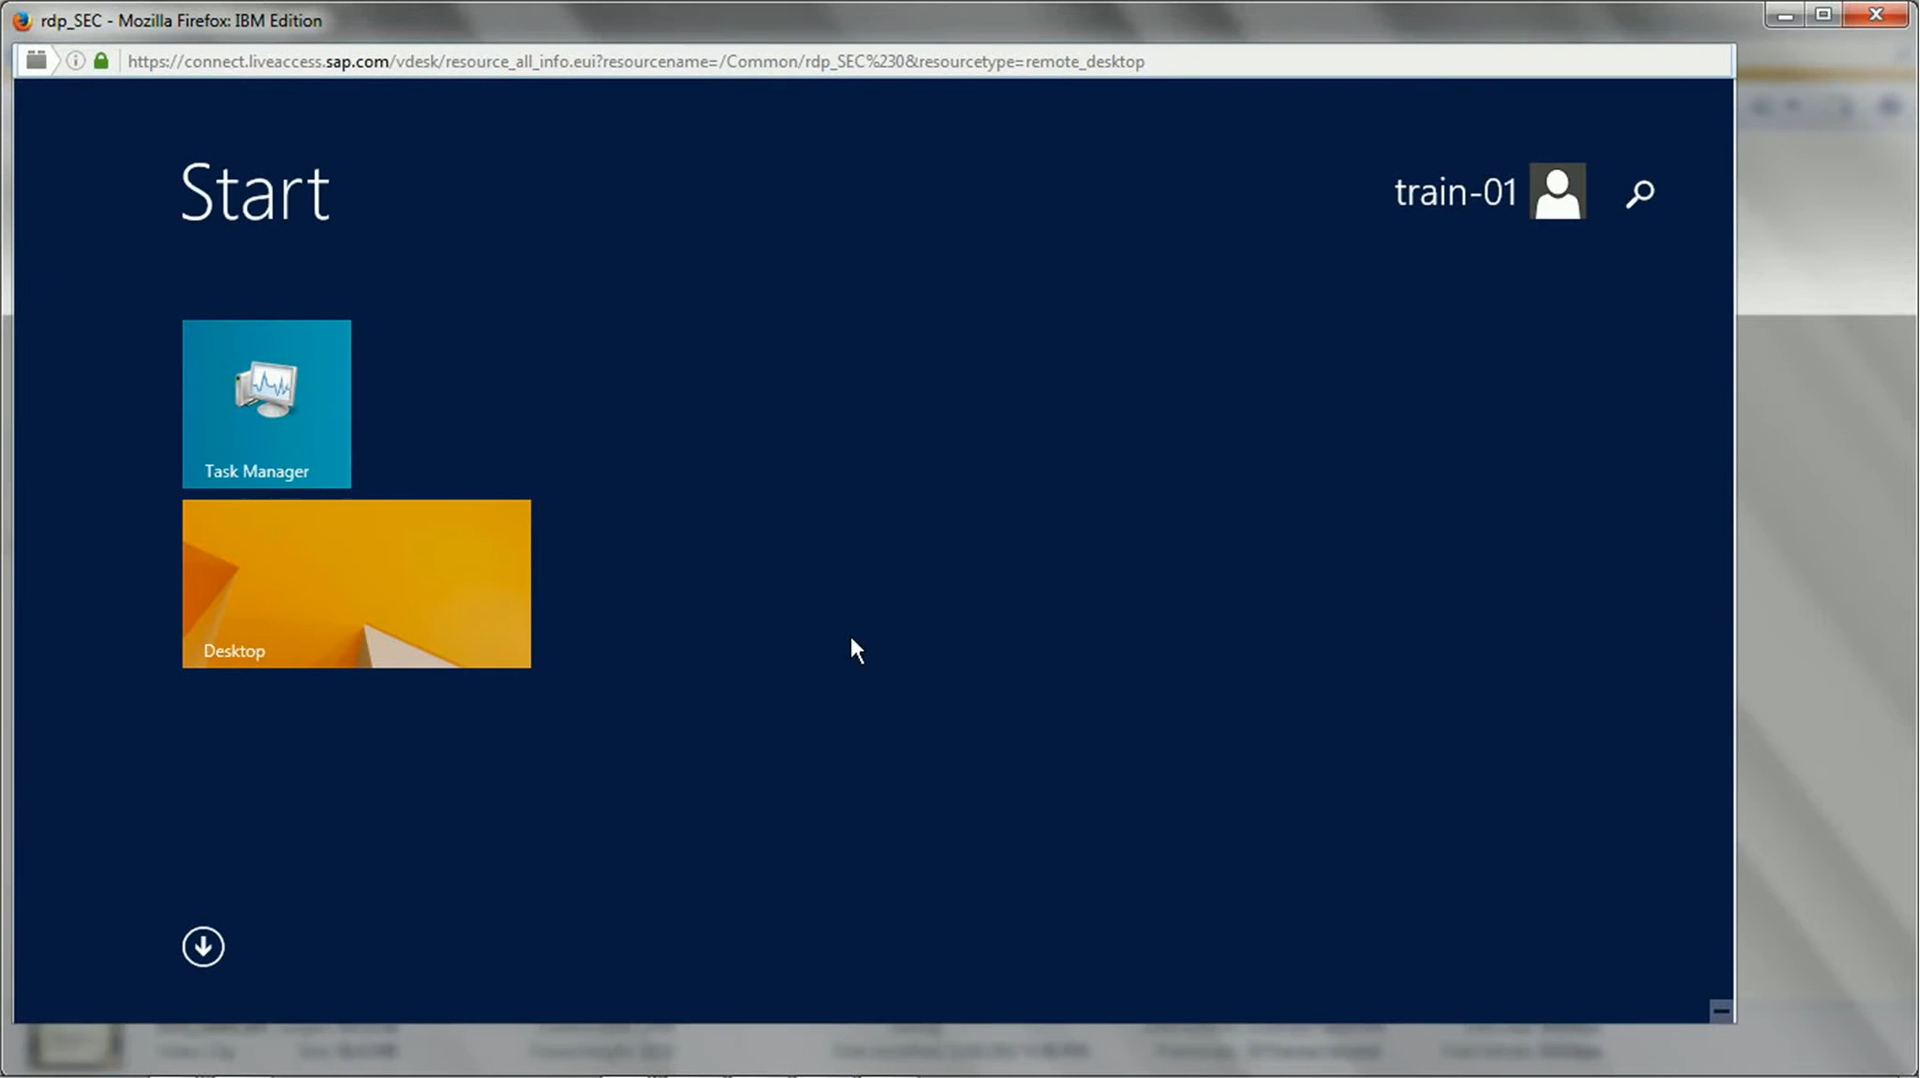 rdp_SEC - Mozilla Firefox: IBM Edition
https://connect.liveaccess.sap.com/vdesk/resource_all_info.eui?resourcename=/Common/rdp_SEC%230&resourcetype=remote_desktop
Start
train-01
Task Manager
Desktop